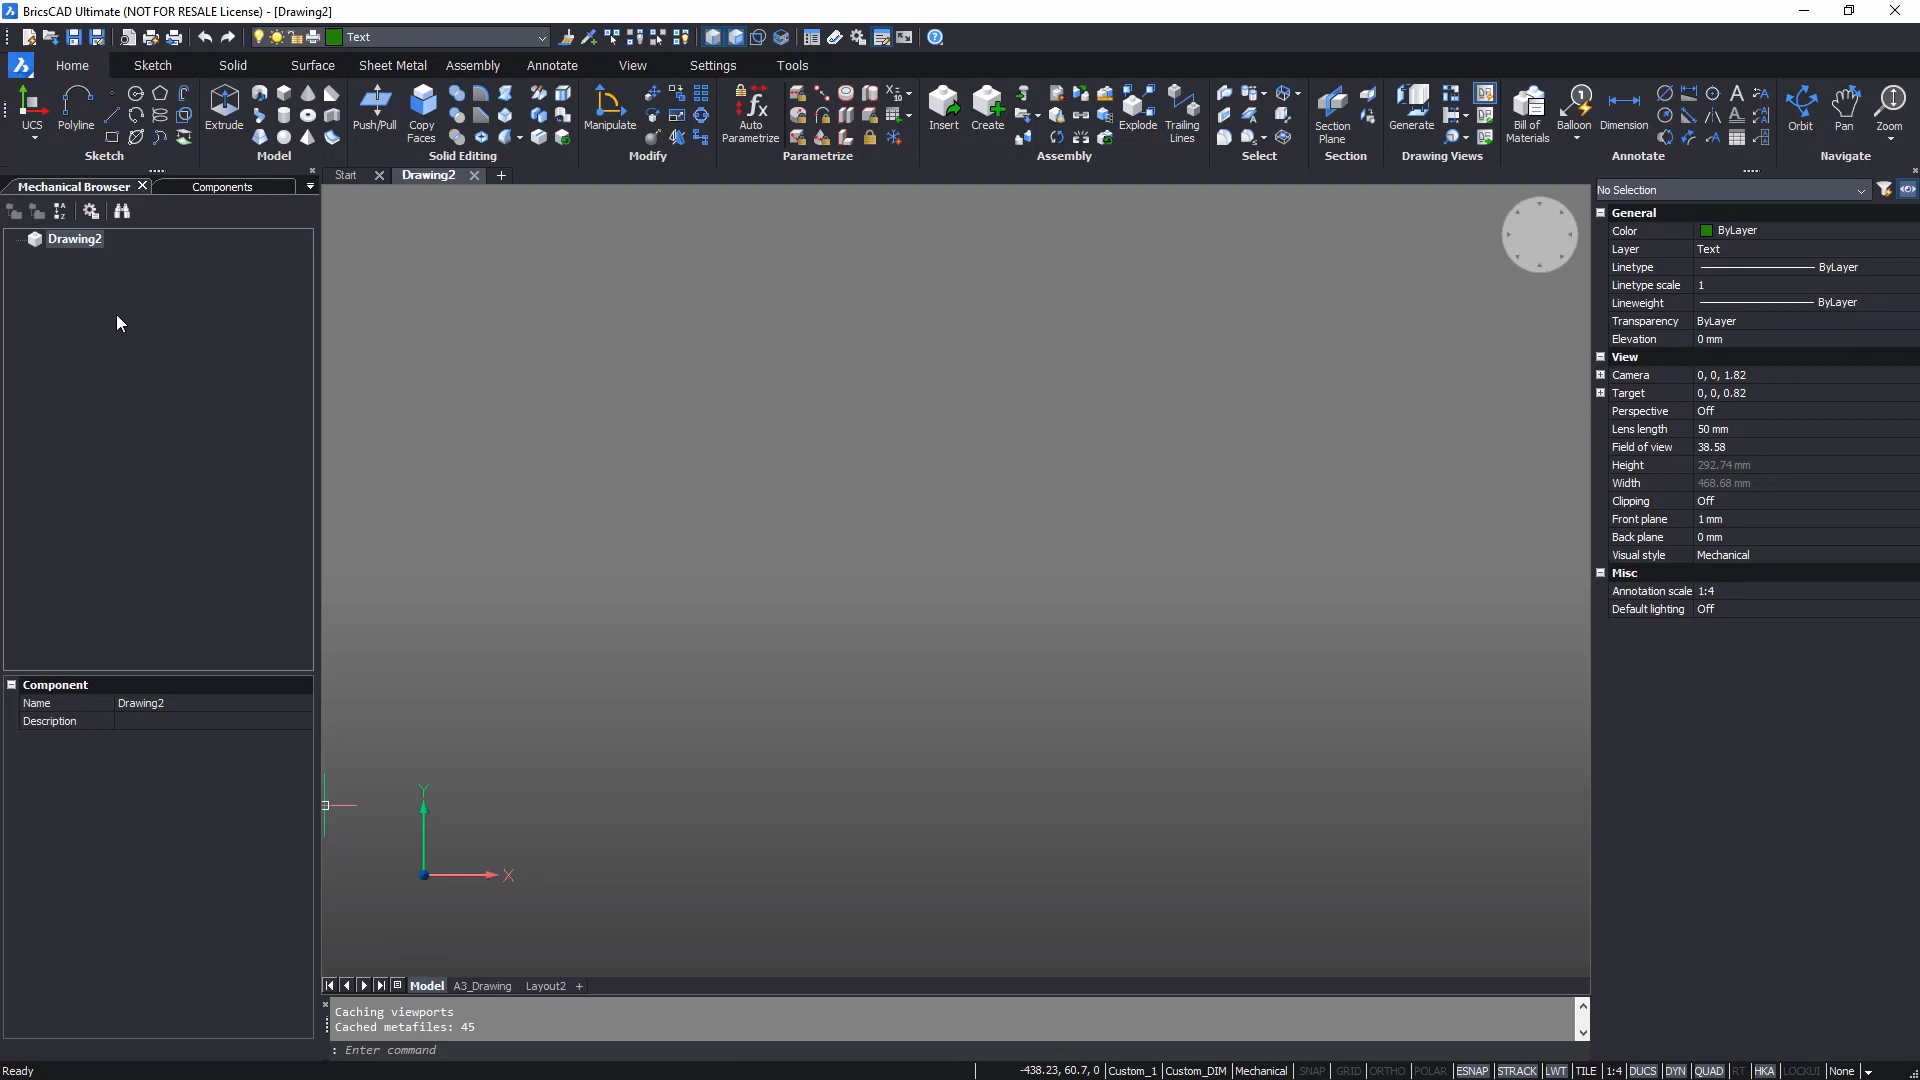 BricsCAD Ultimate (NOT FOR RESALE License) - [Drawing2]
Text
Home Sketch Solid Surface Sheet Metal Assembly Annotate View Settings Tools
UCS Polyline Extrude Push/Pull Copy Faces Manipulate Auto Parametrize Insert Create Explode Trailing Lines Section Plane Generate Bill of Materials Balloon Dimension Orbit Pan Zoom
Sketch Model Solid Editing Modify Parametrize Assembly Select Section Drawing Views Annotate Navigate
Start Drawing2
Mechanical Browser Components
Drawing2
Component
Name Drawing2
Description
Y
X
Model A3_Drawing Layout2 +
Caching viewports
Cached metafiles: 45
: Enter command
No Selection
General
Color ByLayer
Layer Text
Linetype ByLayer
Linetype scale 1
Lineweight ByLayer
Transparency ByLayer
Elevation 0 mm
View
Camera 0, 0, 1.82
Target 0, 0, 0.82
Perspective Off
Lens length 50 mm
Field of view 38.58
Height 292.74 mm
Width 468.68 mm
Clipping Off
Front plane 1 mm
Back plane 0 mm
Visual style Mechanical
Misc
Annotation scale 1:4
Default lighting Off
Ready
-438.23, 60.7, 0 Custom_1 Custom_DIM Mechanical SNAP GRID ORTHO POLAR ESNAP STRACK LWT TILE 1:4 DUCS DYN QUAD RT HKA LOCKUI None